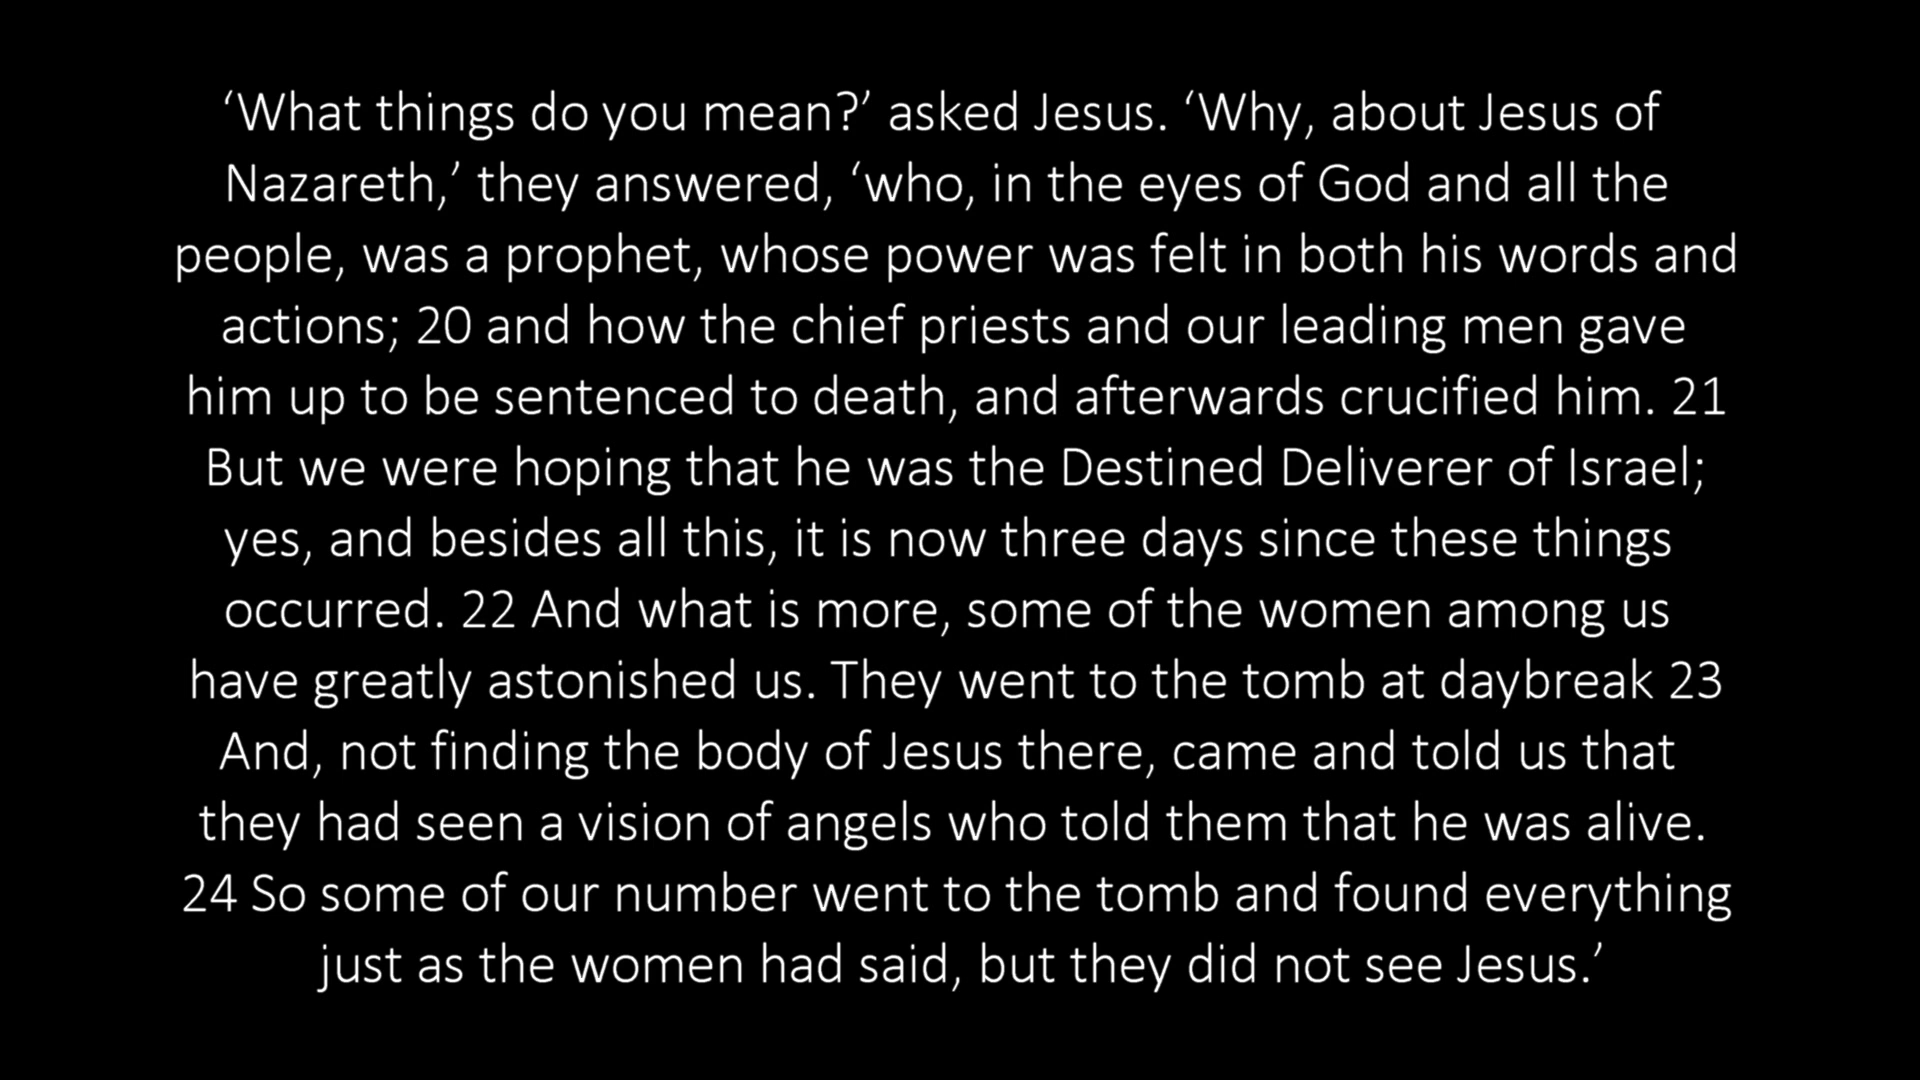 ‘What things do you mean?’ asked Jesus. ‘Why, about Jesus of
Nazareth,’ they answered, ‘who, in the eyes of God and all the
people, was a prophet, whose power was felt in both his words and
actions; 20 and how the chief priests and our leading men gave
him up to be sentenced to death, and afterwards crucified him. 21
But we were hoping that he was the Destined Deliverer of Israel;
yes, and besides all this, it is now three days since these things
occurred. 22 And what is more, some of the women among us
have greatly astonished us. They went to the tomb at daybreak 23
And, not finding the body of Jesus there, came and told us that
they had seen a vision of angels who told them that he was alive.
24 So some of our number went to the tomb and found everything
just as the women had said, but they did not see Jesus.’